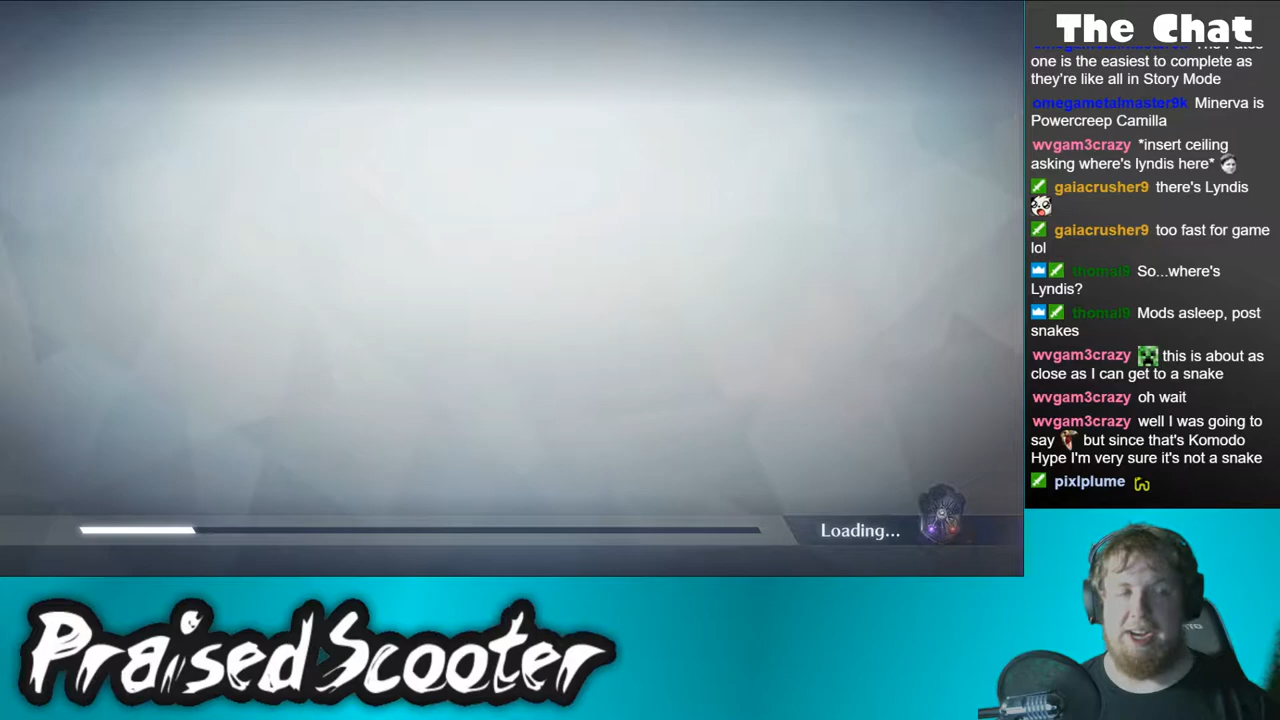 The Chat
one is the easiest to complete as
they're like all in Story Mode
omegametalmaster9k Minerva is
Powercreep Camilla
wvgam3crazy *insert ceiling
asking where's lyndis here*
gaiacrusher9 there's Lyndis
gaiacrusher9 too fast for game
lol
thomal9 So...where's
Lyndis?
thomal9 Mods asleep, post
snakes
wvgam3crazy this is about as
close as I can get to a snake
wvgam3crazy oh wait
wvgam3crazy well I was going to
say but since that's Komodo
Hype I'm very sure it's not a snake
pixlplume
Loading...
PraisedScooter